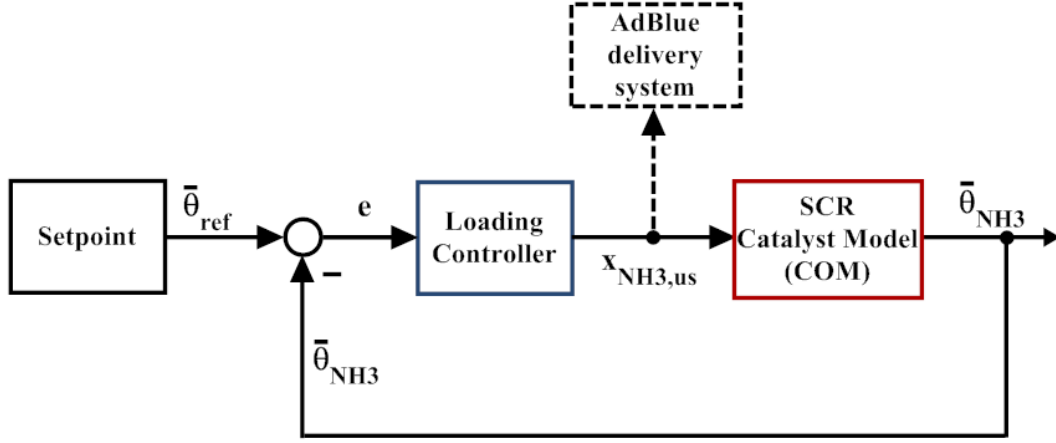 AdBlue
delivery
system
Setpoint
θ̄ref
e
Loading
Controller
xNH3,us
SCR
Catalyst Model
(COM)
θ̄NH3
−
θ̄NH3